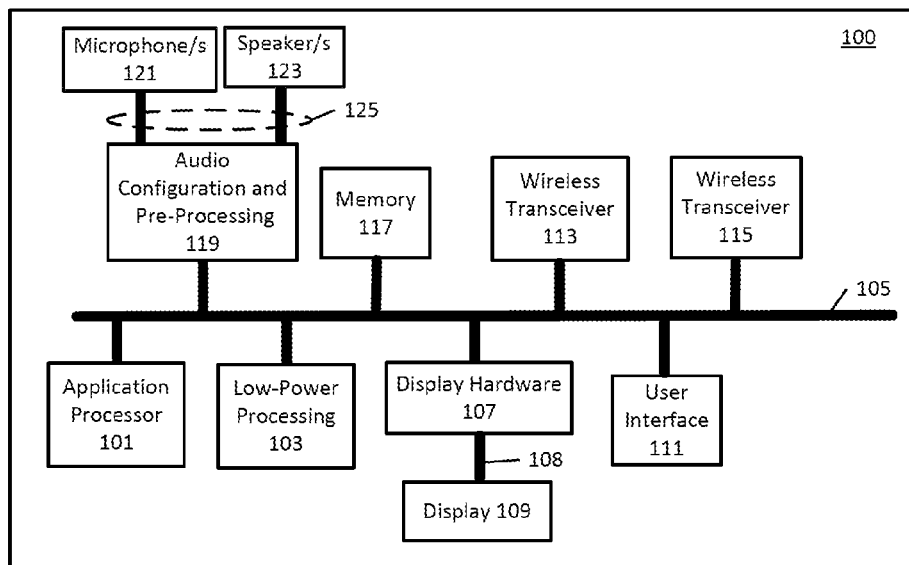 100
Microphone/s
121
Speaker/s
123
125
Audio
Configuration and
Pre-Processing
119
Memory
117
Wireless
Transceiver
113
Wireless
Transceiver
115
105
Application
Processor
101
Low-Power
Processing
103
Display Hardware
107
User
Interface
111
108
Display 109